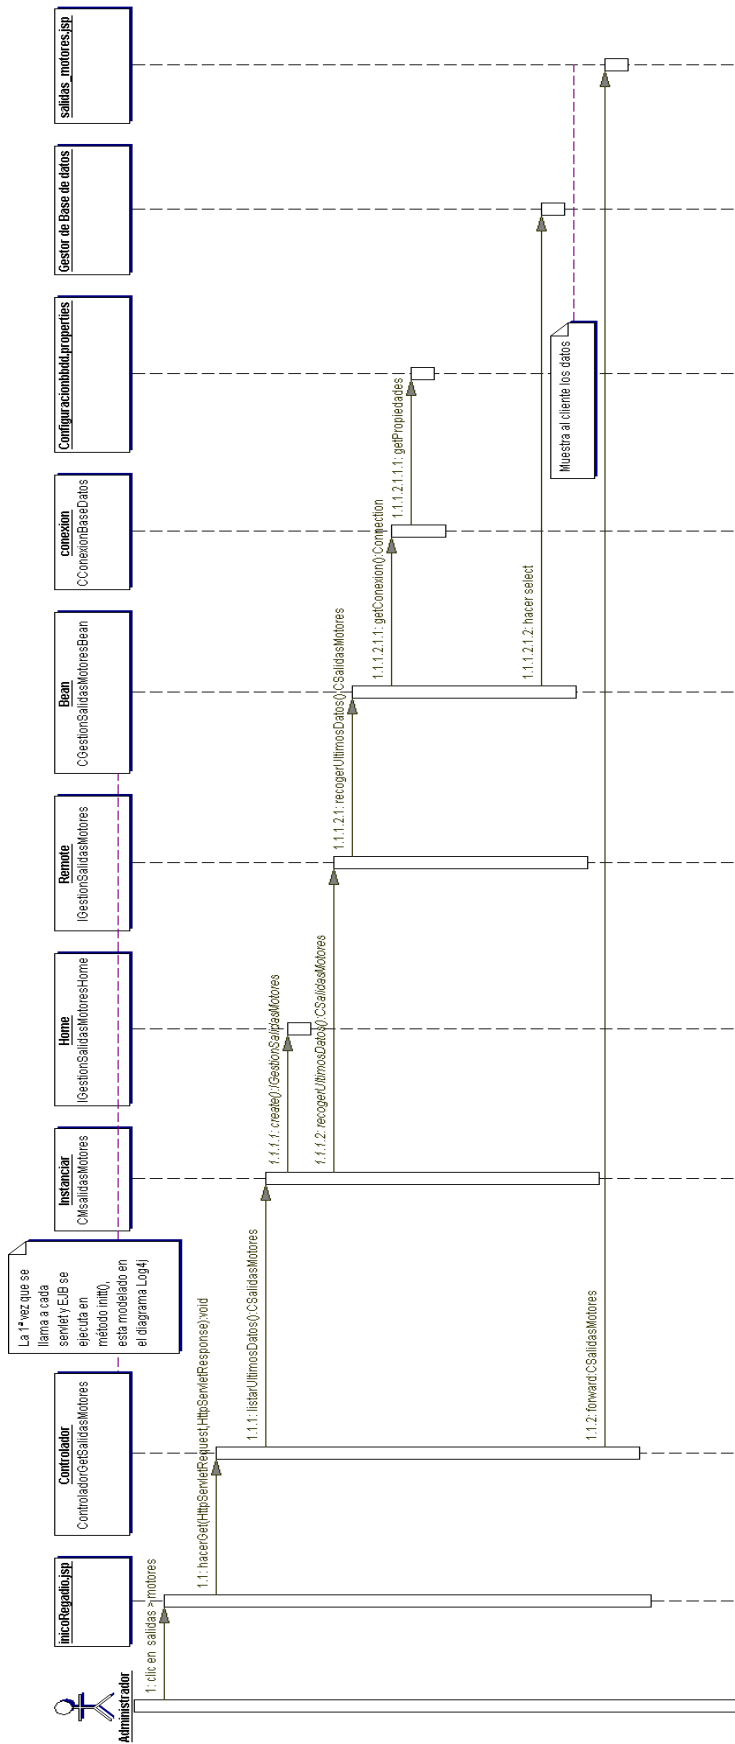 Administrador
inicoRegadio.jsp
Controlador
ControladorGetSalidasMotores
La 1ª vez que se
llama a cada
servlet y EJB se
ejecuta en
método initt(),
esta modelado en
el diagrama Log4j
Instanciar
CMsalidasMotores
Home
IGestionSalidasMotoresHome
Remote
IGestionSalidasMotores
Bean
CGestionSalidasMotoresBean
conexion
CConexionBaseDatos
Configuracionbbdd.properties
Gestor de Base de datos
salidas_motores.jsp
1: clic en salidas > motores
1.1: hacerGet(HttpServletRequest,HttpServletResponse):void
1.1.1: listarUltimosDatos():CSalidasMotores
1.1.1.1: create():IGestionSalidasMotores
1.1.1.2: recogerUltimosDatos():CSalidasMotores
1.1.1.2.1: recogerUltimosDatos():CSalidasMotores
1.1.1.2.1.1: getConexion():Connection
1.1.1.2.1.1.1: getPropiedades
1.1.1.2.1.2: hacer select
Muestra al cliente los datos
1.1.2: forward:CSalidasMotores